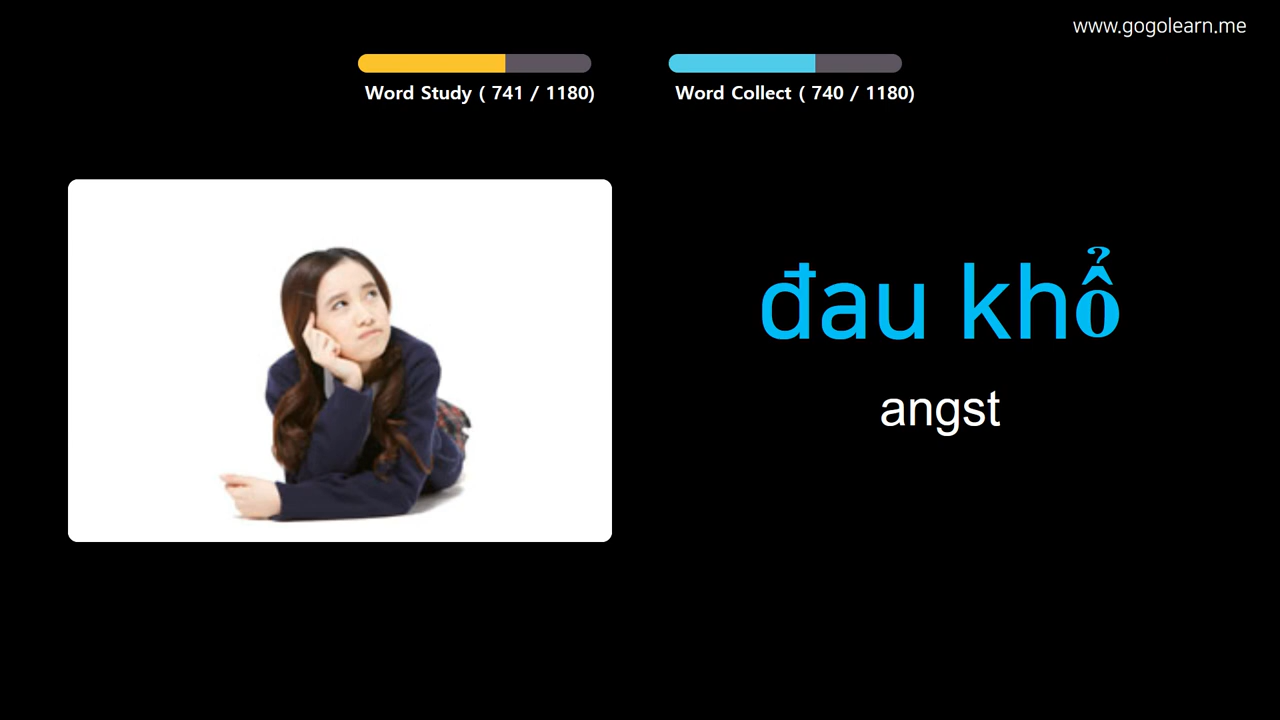 www.gogolearn.me
Word Study ( 741 / 1180)
Word Collect ( 740 / 1180)
đau khổ
angst